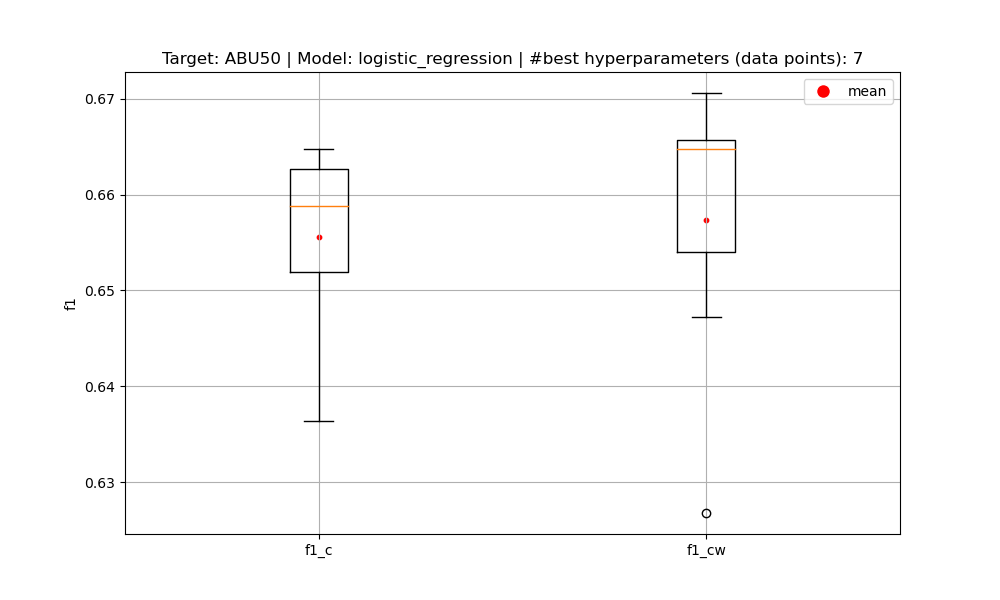 Target: ABU50 | Model: logistic_regression | #best hyperparameters (data points): 7
mean
0.67
0.66
0.65
0.64
0.63
f1
f1_c
f1_cw